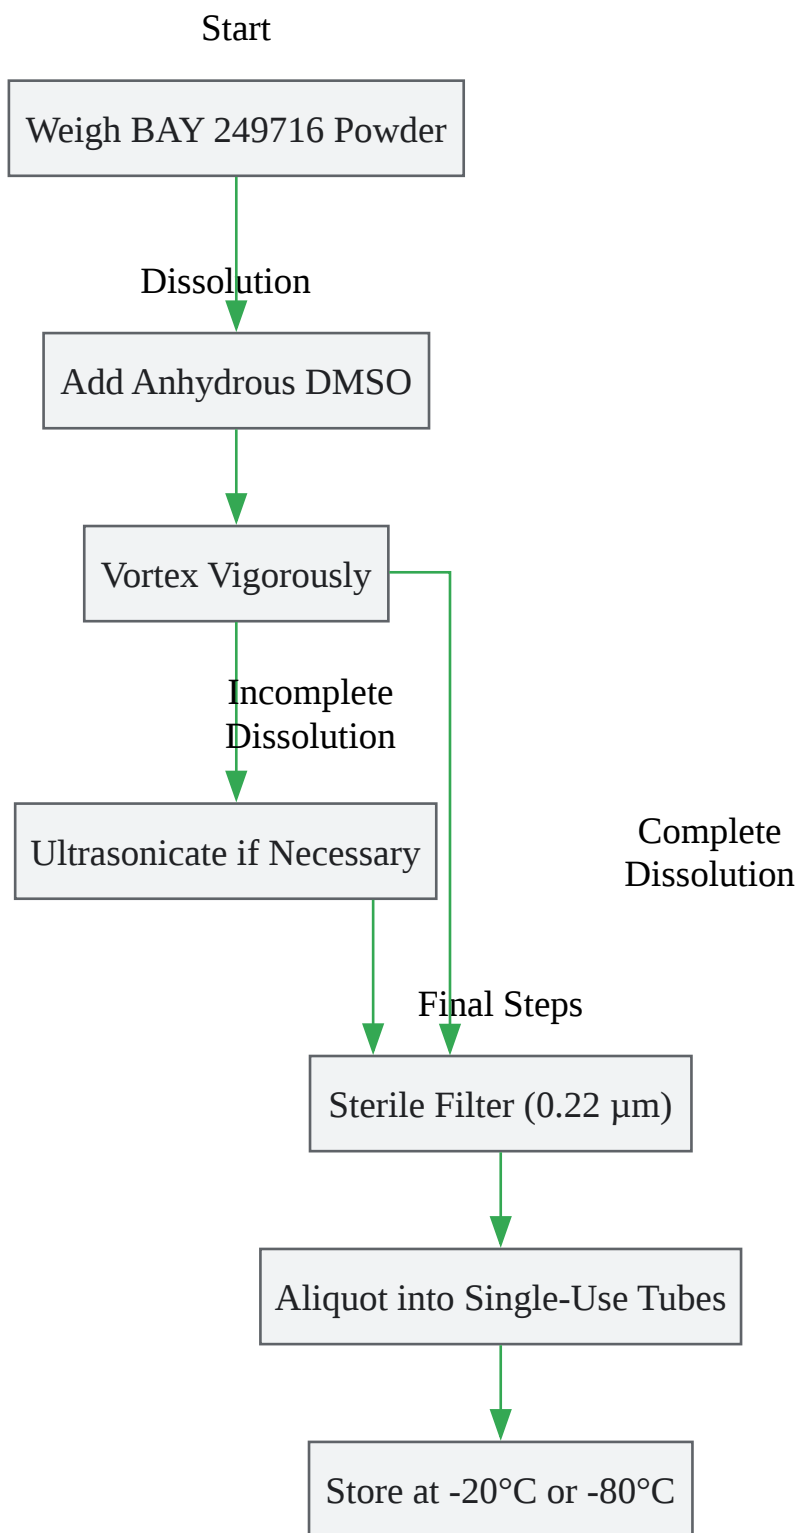 Start
Weigh BAY 249716 Powder
Dissolution
Add Anhydrous DMSO
Vortex Vigorously
Incomplete
Dissolution
Ultrasonicate if Necessary
Complete
Dissolution
Final Steps
Sterile Filter (0.22 µm)
Aliquot into Single-Use Tubes
Store at -20°C or -80°C